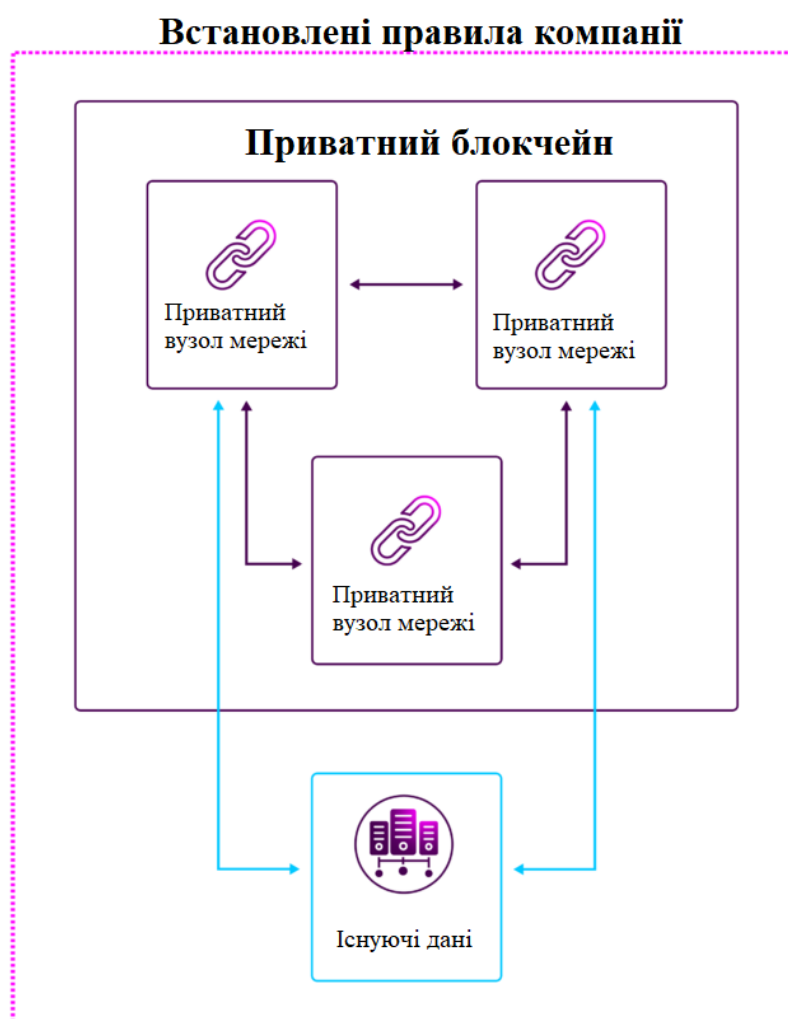 Встановлені правила компанії
Приватний блокчейн
Приватний
вузол мережі
Приватний
вузол мережі
Приватний
вузол мережі
Існуючі дані